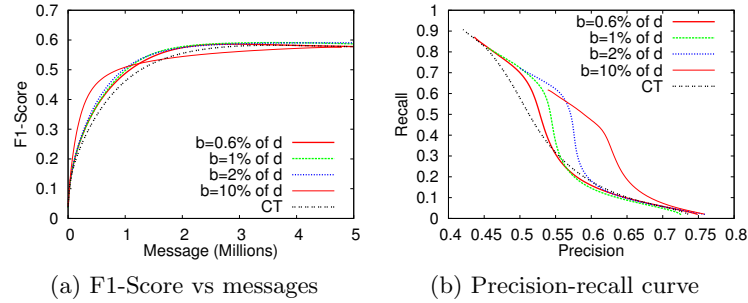 0.7
0.6
0.5
0.4
0.3
0.2
0.1
0
F1-Score
b=0.6% of d
b=1% of d
b=2% of d
b=10% of d
CT
0 1 2 3 4 5
Message (Millions)
(a) F1-Score vs messages
1
0.9
0.8
0.7
0.6
0.5
0.4
0.3
0.2
0.1
0
Recall
b=0.6% of d
b=1% of d
b=2% of d
b=10% of d
CT
0.4 0.45 0.5 0.55 0.6 0.65 0.7 0.75 0.8
Precision
(b) Precision-recall curve